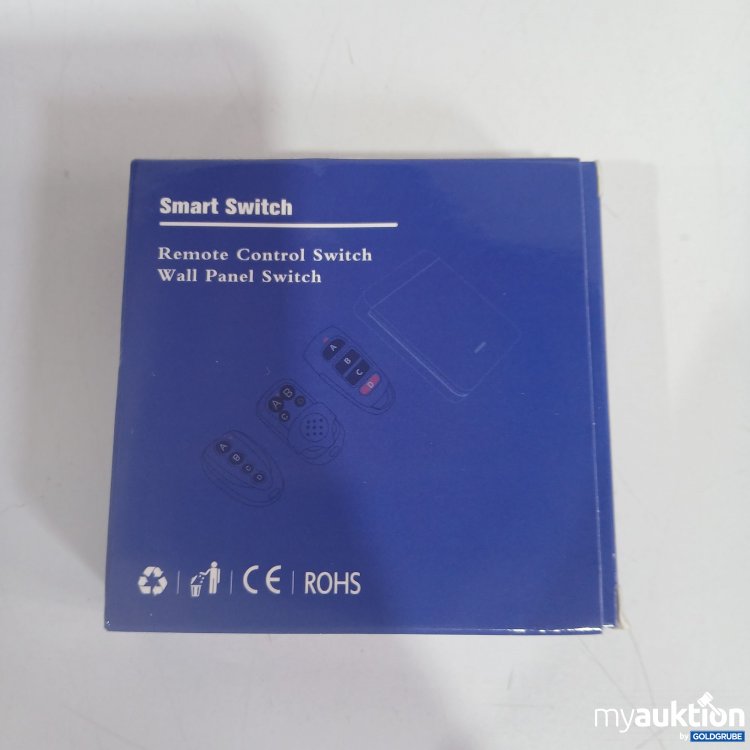 Smart Switch
Remote Control Switch
Wall Panel Switch
A
B
C
D
A B
C D
A
B
C
D
CE | ROHS
myauktion
by GOLDGRUBE